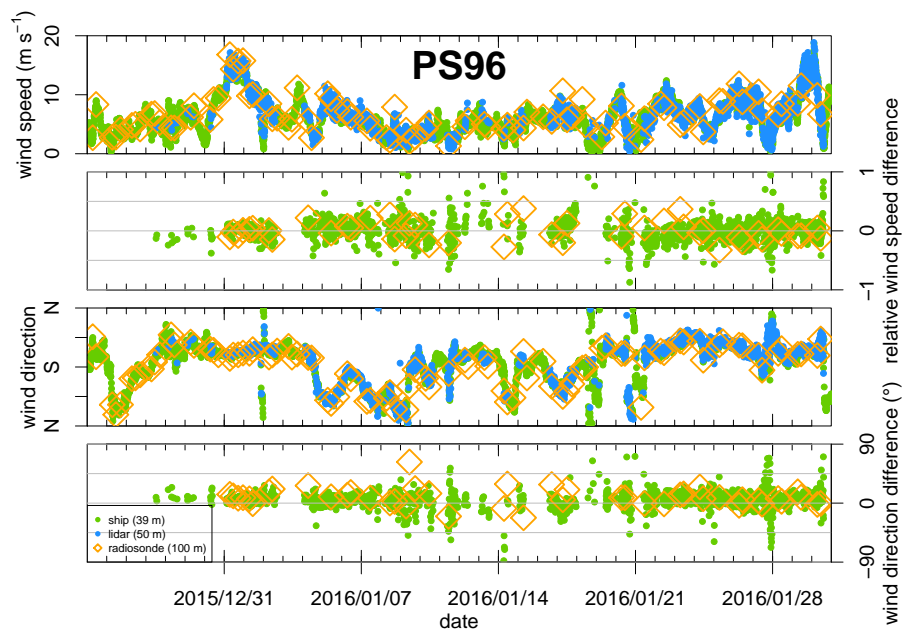 PS96
wind speed (m s⁻¹)
20
10
0
1
0
−1
relative wind speed difference
wind direction
N
S
N
90
0
−90
wind direction difference (°)
ship (39 m)
lidar (50 m)
radiosonde (100 m)
2015/12/31
2016/01/07
2016/01/14
2016/01/21
2016/01/28
date